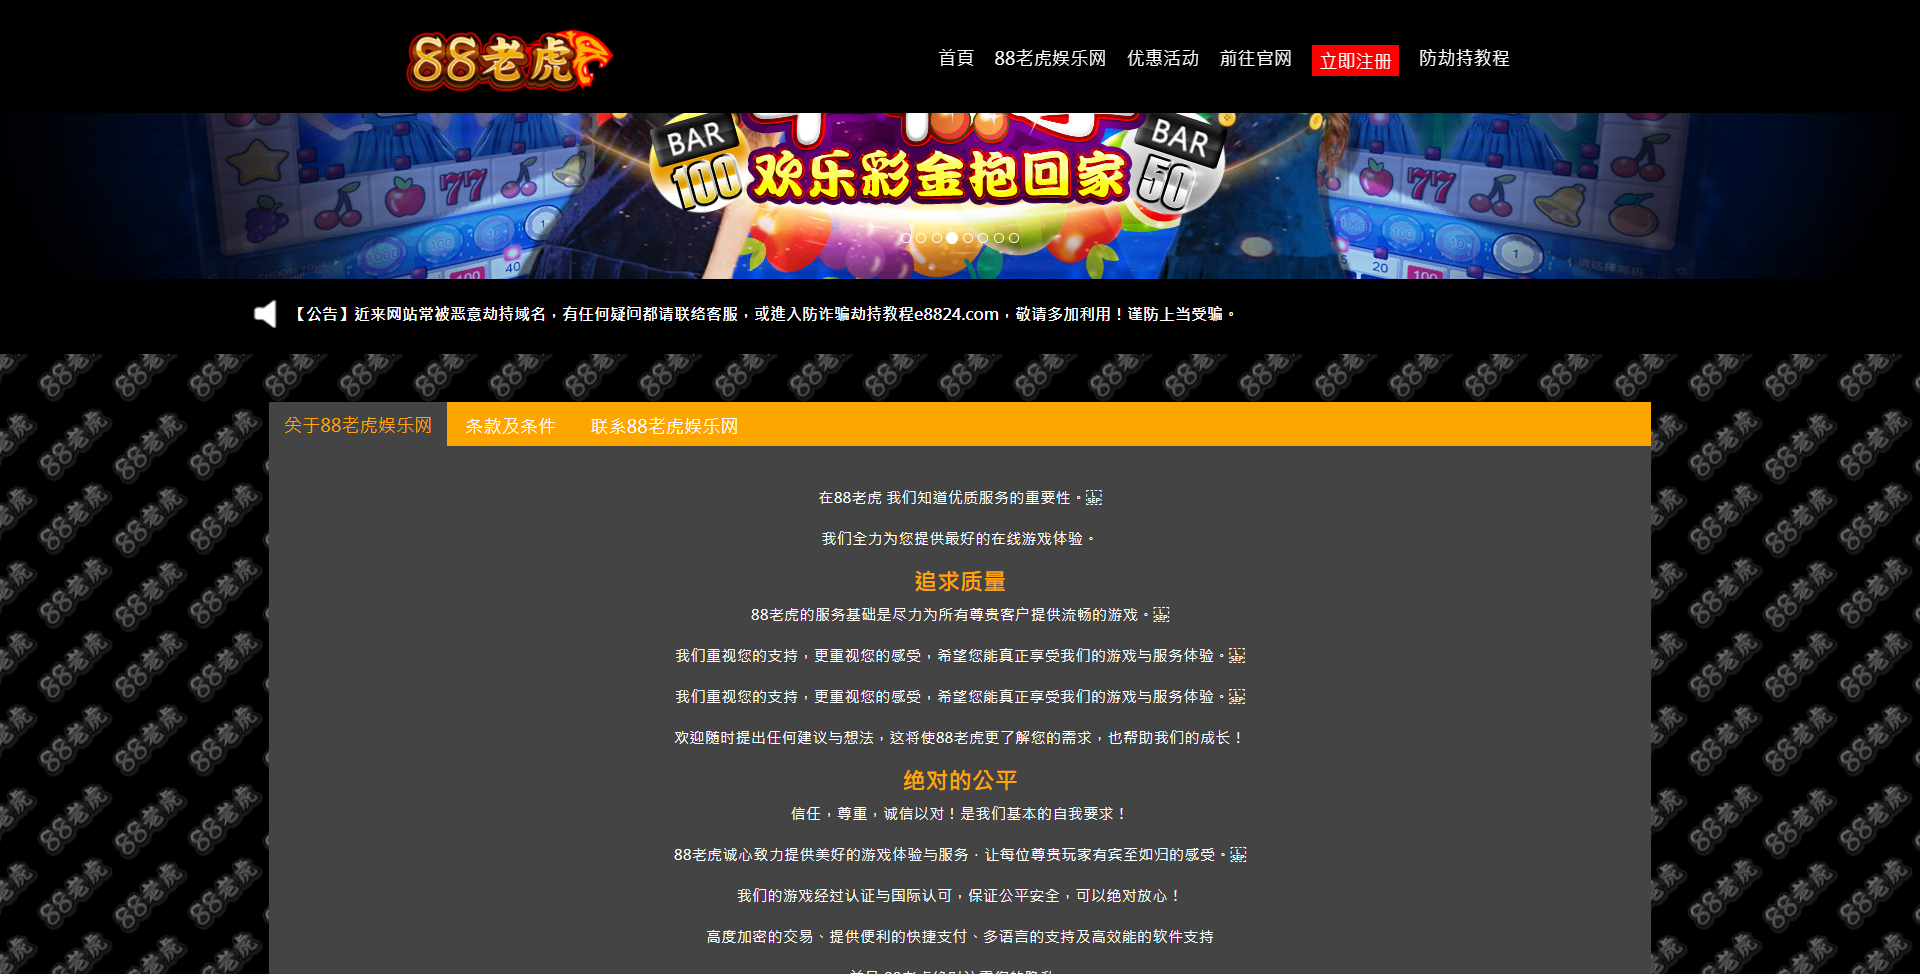 88老虎
首頁 88老虎娱乐网 优惠活动 前往官网 立即注册 防劫持教程
BAR 100 欢乐彩金抱回家 BAR 50
【公告】近来网站常被恶意劫持域名，有任何疑问都请联络客服，或進入防诈骗劫持教程e8824.com，敬请多加利用！谨防上当受骗。
关于88老虎娱乐网 条款及条件 联系88老虎娱乐网
在88老虎 我们知道优质服务的重要性。
我们全力为您提供最好的在线游戏体验。
追求质量
88老虎的服务基础是尽力为所有尊贵客户提供流畅的游戏。
我们重视您的支持，更重视您的感受，希望您能真正享受我们的游戏与服务体验。
我们重视您的支持，更重视您的感受，希望您能真正享受我们的游戏与服务体验。
欢迎随时提出任何建议与想法，这将使88老虎更了解您的需求，也帮助我们的成长！
绝对的公平
信任，尊重，诚信以对！是我们基本的自我要求！
88老虎诚心致力提供美好的游戏体验与服务．让每位尊贵玩家有宾至如归的感受。
我们的游戏经过认证与国际认可，保证公平安全，可以绝对放心！
高度加密的交易、提供便利的快捷支付、多语言的支持及高效能的软件支持